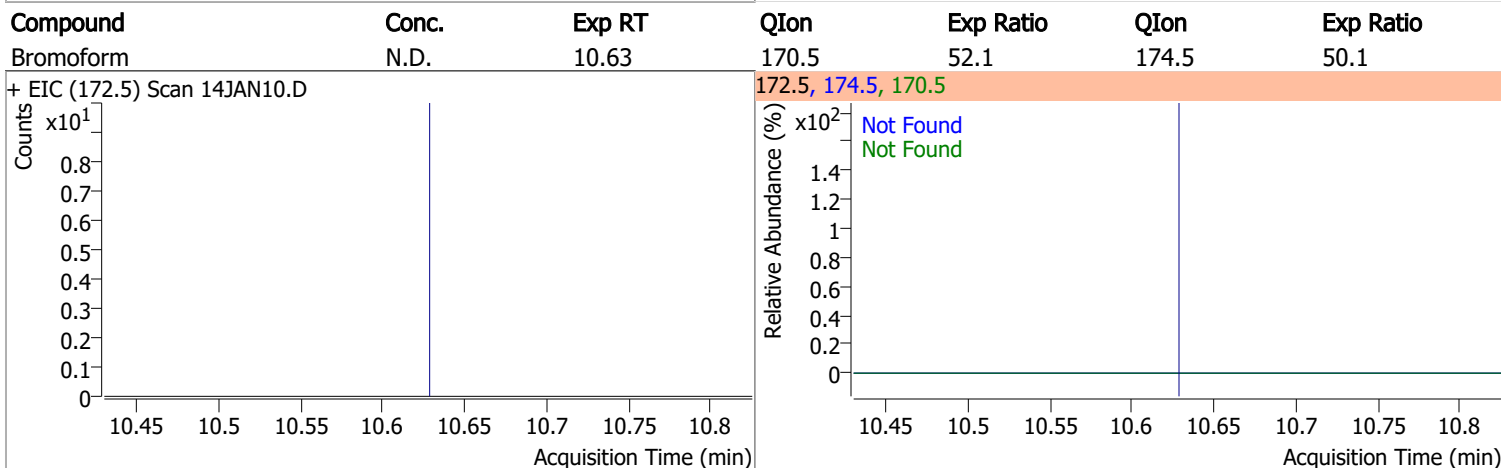 Compound Conc. Exp RT QIon Exp Ratio QIon Exp Ratio
Bromoform N.D. 10.63 170.5 52.1 174.5 50.1
+ EIC (172.5) Scan 14JAN10.D
Counts
x10¹
0.8
0.7
0.6
0.5
0.4
0.3
0.2
0.1
0
10.45 10.5 10.55 10.6 10.65 10.7 10.75 10.8
Acquisition Time (min)
172.5, 174.5, 170.5
Relative Abundance (%)
x10²
Not Found
Not Found
1.4
1.2
1
0.8
0.6
0.4
0.2
0
10.45 10.5 10.55 10.6 10.65 10.7 10.75 10.8
Acquisition Time (min)